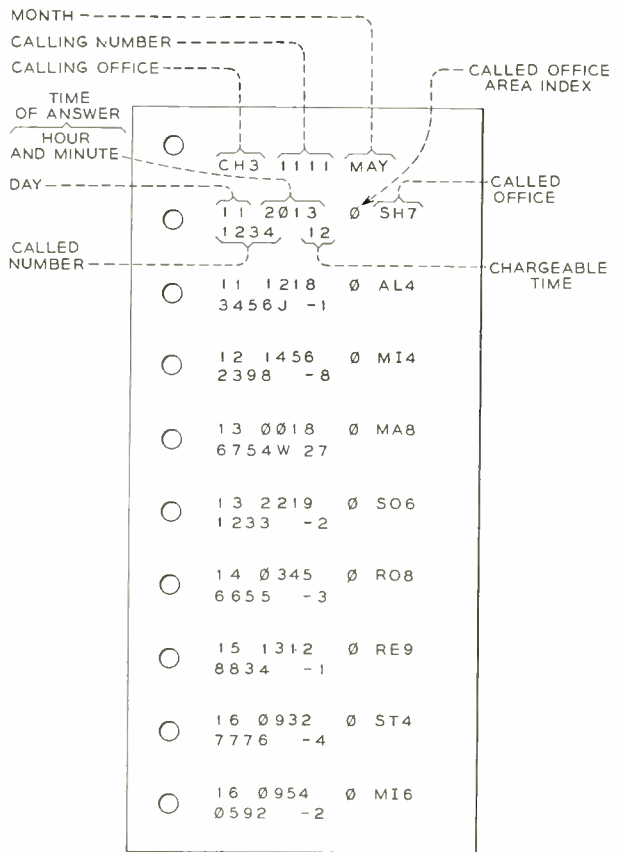 MONTH
CALLING NUMBER
CALLING OFFICE
CALLED OFFICE
AREA INDEX
TIME
OF ANSWER
HOUR
AND MINUTE
CH3 1111 MAY
DAY
CALLED
OFFICE
11 2Ø13 Ø SH7
1234 12
CALLED
NUMBER
CHARGEABLE
TIME
11 1218 Ø AL4
3456J -1
12 1456 Ø MI4
2398 -8
13 ØØ18 Ø MA8
6754W 27
13 2219 Ø SO6
1233 -2
14 Ø345 Ø RO8
6655 -3
15 1312 Ø RE9
8834 -1
16 Ø932 Ø ST4
7776 -4
16 Ø954 Ø MI6
Ø592 -2